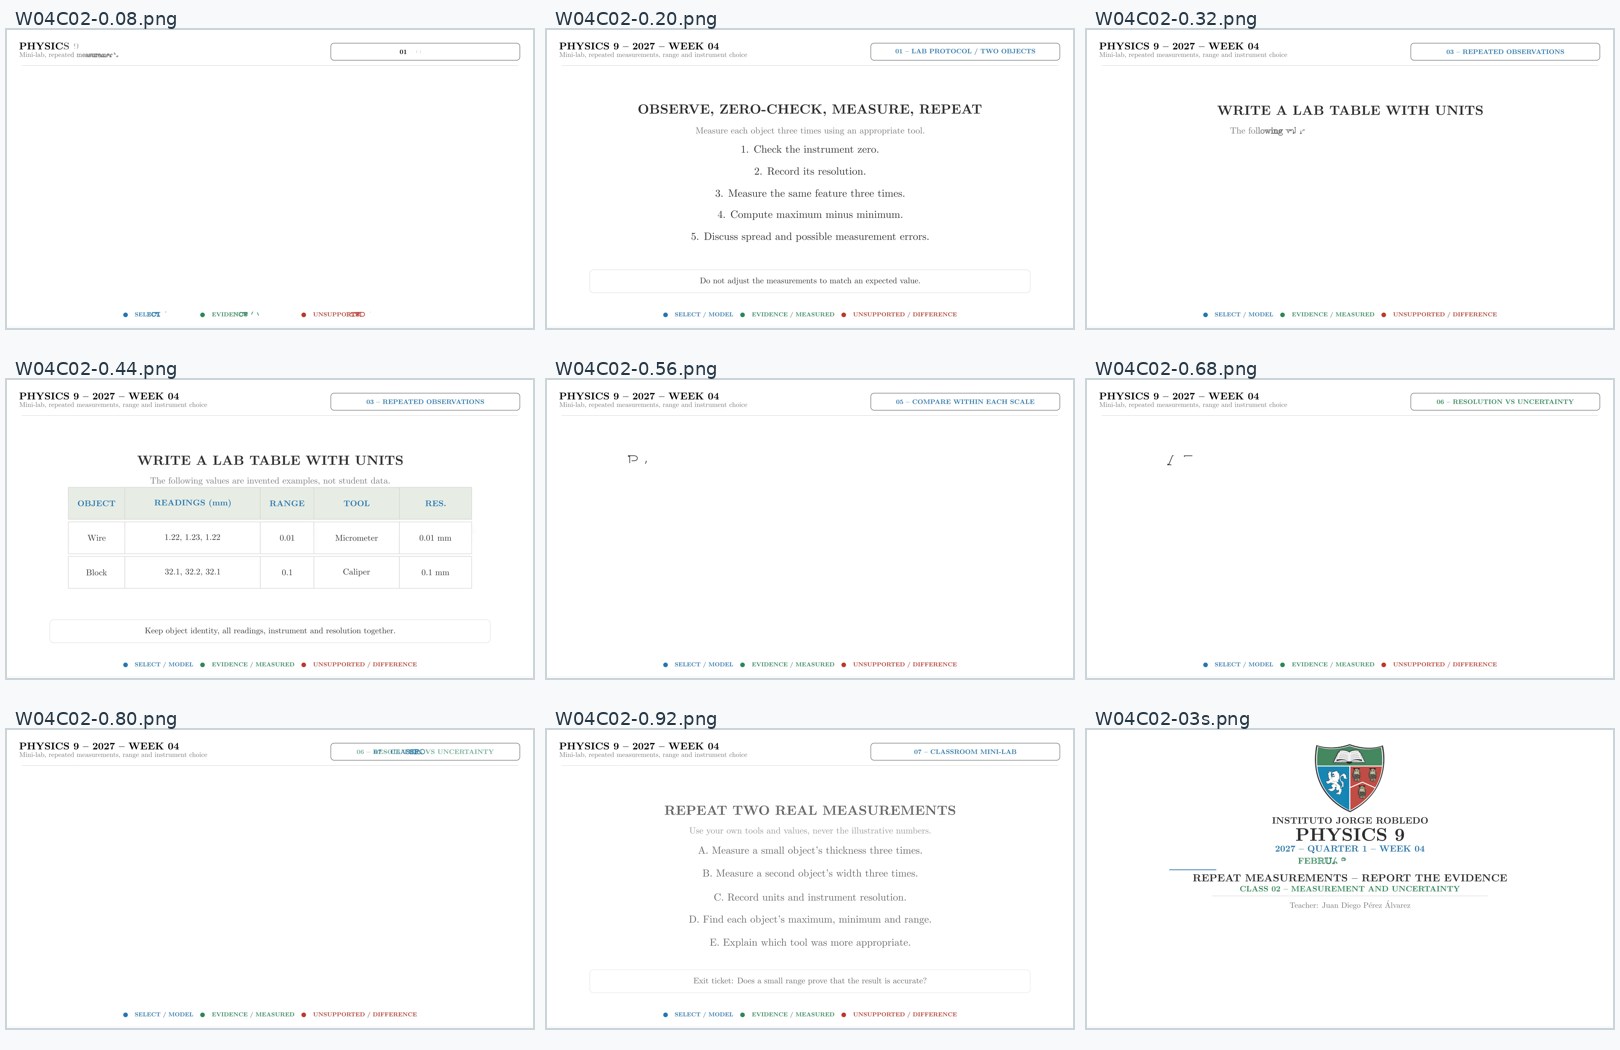 W04C02-0.08.png
PHYSICS
Mini-lab, repeated
01
SELECT
EVIDENCE
UNSUPPORTED
W04C02-0.20.png
PHYSICS 9 – 2027 – WEEK 04
Mini-lab, repeated measurements, range and instrument choice
01 – LAB PROTOCOL / TWO OBJECTS
OBSERVE, ZERO-CHECK, MEASURE, REPEAT
Measure each object three times using an appropriate tool.
1. Check the instrument zero.
2. Record its resolution.
3. Measure the same feature three times.
4. Compute maximum minus minimum.
5. Discuss spread and possible measurement errors.
Do not adjust the measurements to match an expected value.
SELECT / MODEL EVIDENCE / MEASURED UNSUPPORTED / DIFFERENCE
W04C02-0.32.png
PHYSICS 9 – 2027 – WEEK 04
Mini-lab, repeated measurements, range and instrument choice
03 – REPEATED OBSERVATIONS
WRITE A LAB TABLE WITH UNITS
The following
SELECT / MODEL EVIDENCE / MEASURED UNSUPPORTED / DIFFERENCE
W04C02-0.44.png
PHYSICS 9 – 2027 – WEEK 04
Mini-lab, repeated measurements, range and instrument choice
03 – REPEATED OBSERVATIONS
WRITE A LAB TABLE WITH UNITS
The following values are invented examples, not student data.
OBJECT READINGS (mm) RANGE TOOL RES.
Wire 1.22, 1.23, 1.22 0.01 Micrometer 0.01 mm
Block 32.1, 32.2, 32.1 0.1 Caliper 0.1 mm
Keep object identity, all readings, instrument and resolution together.
SELECT / MODEL EVIDENCE / MEASURED UNSUPPORTED / DIFFERENCE
W04C02-0.56.png
PHYSICS 9 – 2027 – WEEK 04
Mini-lab, repeated measurements, range and instrument choice
05 – COMPARE WITHIN EACH SCALE
SELECT / MODEL EVIDENCE / MEASURED UNSUPPORTED / DIFFERENCE
W04C02-0.68.png
PHYSICS 9 – 2027 – WEEK 04
Mini-lab, repeated measurements, range and instrument choice
06 – RESOLUTION VS UNCERTAINTY
SELECT / MODEL EVIDENCE / MEASURED UNSUPPORTED / DIFFERENCE
W04C02-0.80.png
PHYSICS 9 – 2027 – WEEK 04
Mini-lab, repeated measurements, range and instrument choice
VS UNCERTAINTY
SELECT / MODEL EVIDENCE / MEASURED UNSUPPORTED / DIFFERENCE
W04C02-0.92.png
PHYSICS 9 – 2027 – WEEK 04
Mini-lab, repeated measurements, range and instrument choice
07 – CLASSROOM MINI-LAB
REPEAT TWO REAL MEASUREMENTS
Use your own tools and values, never the illustrative numbers.
A. Measure a small object's thickness three times.
B. Measure a second object's width three times.
C. Record units and instrument resolution.
D. Find each object's maximum, minimum and range.
E. Explain which tool was more appropriate.
Exit ticket: Does a small range prove that the result is accurate?
SELECT / MODEL EVIDENCE / MEASURED UNSUPPORTED / DIFFERENCE
W04C02-03s.png
INSTITUTO JORGE ROBLEDO
PHYSICS 9
2027 – QUARTER 1 – WEEK 04
REPEAT MEASUREMENTS – REPORT THE EVIDENCE
CLASS 02 – MEASUREMENT AND UNCERTAINTY
Teacher: Juan Diego Pérez Álvarez